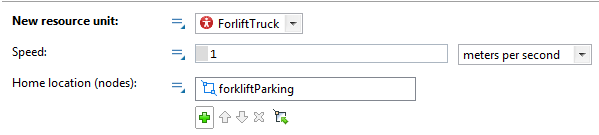 New resource unit: ForliftTruck
Speed: 1 meters per second
Home location (nodes): forkliftParking